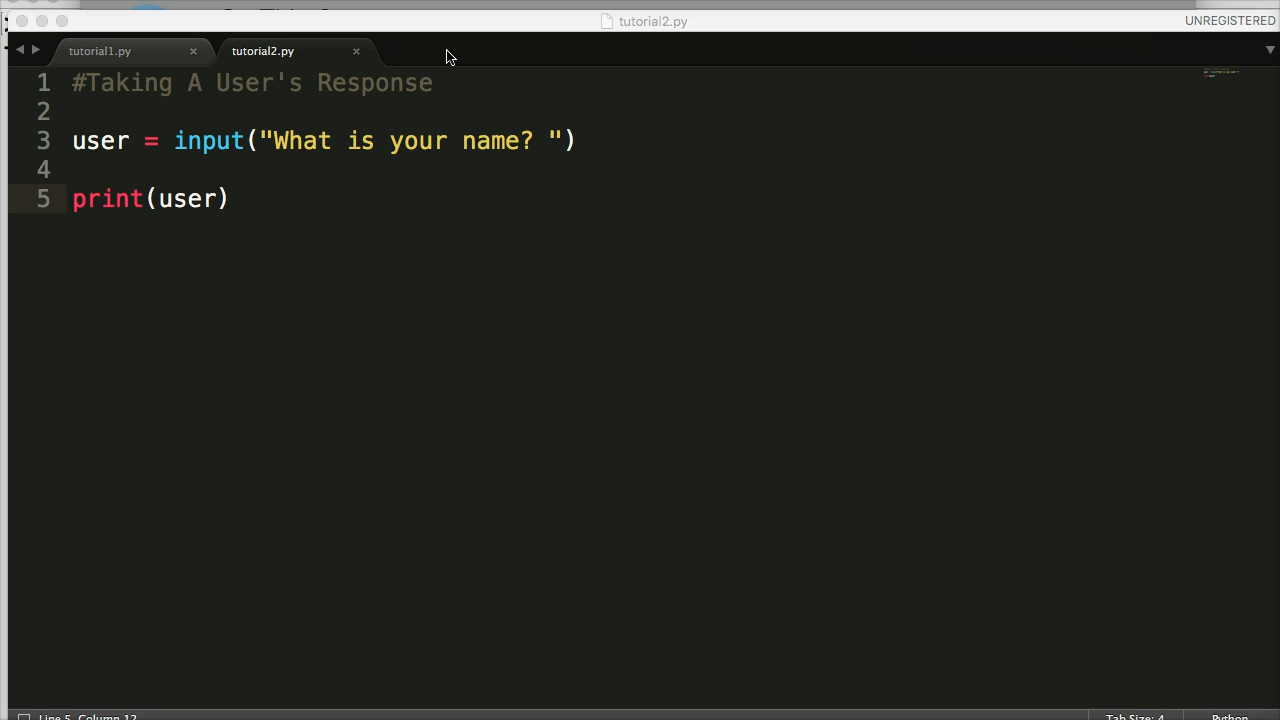 tutorial2.py
UNREGISTERED
tutorial1.py × tutorial2.py ×
1 #Taking A User's Response
2
3 user = input("What is your name? ")
4
5 print(user)
Line 5, Column 12
Tab Size: 4 Python